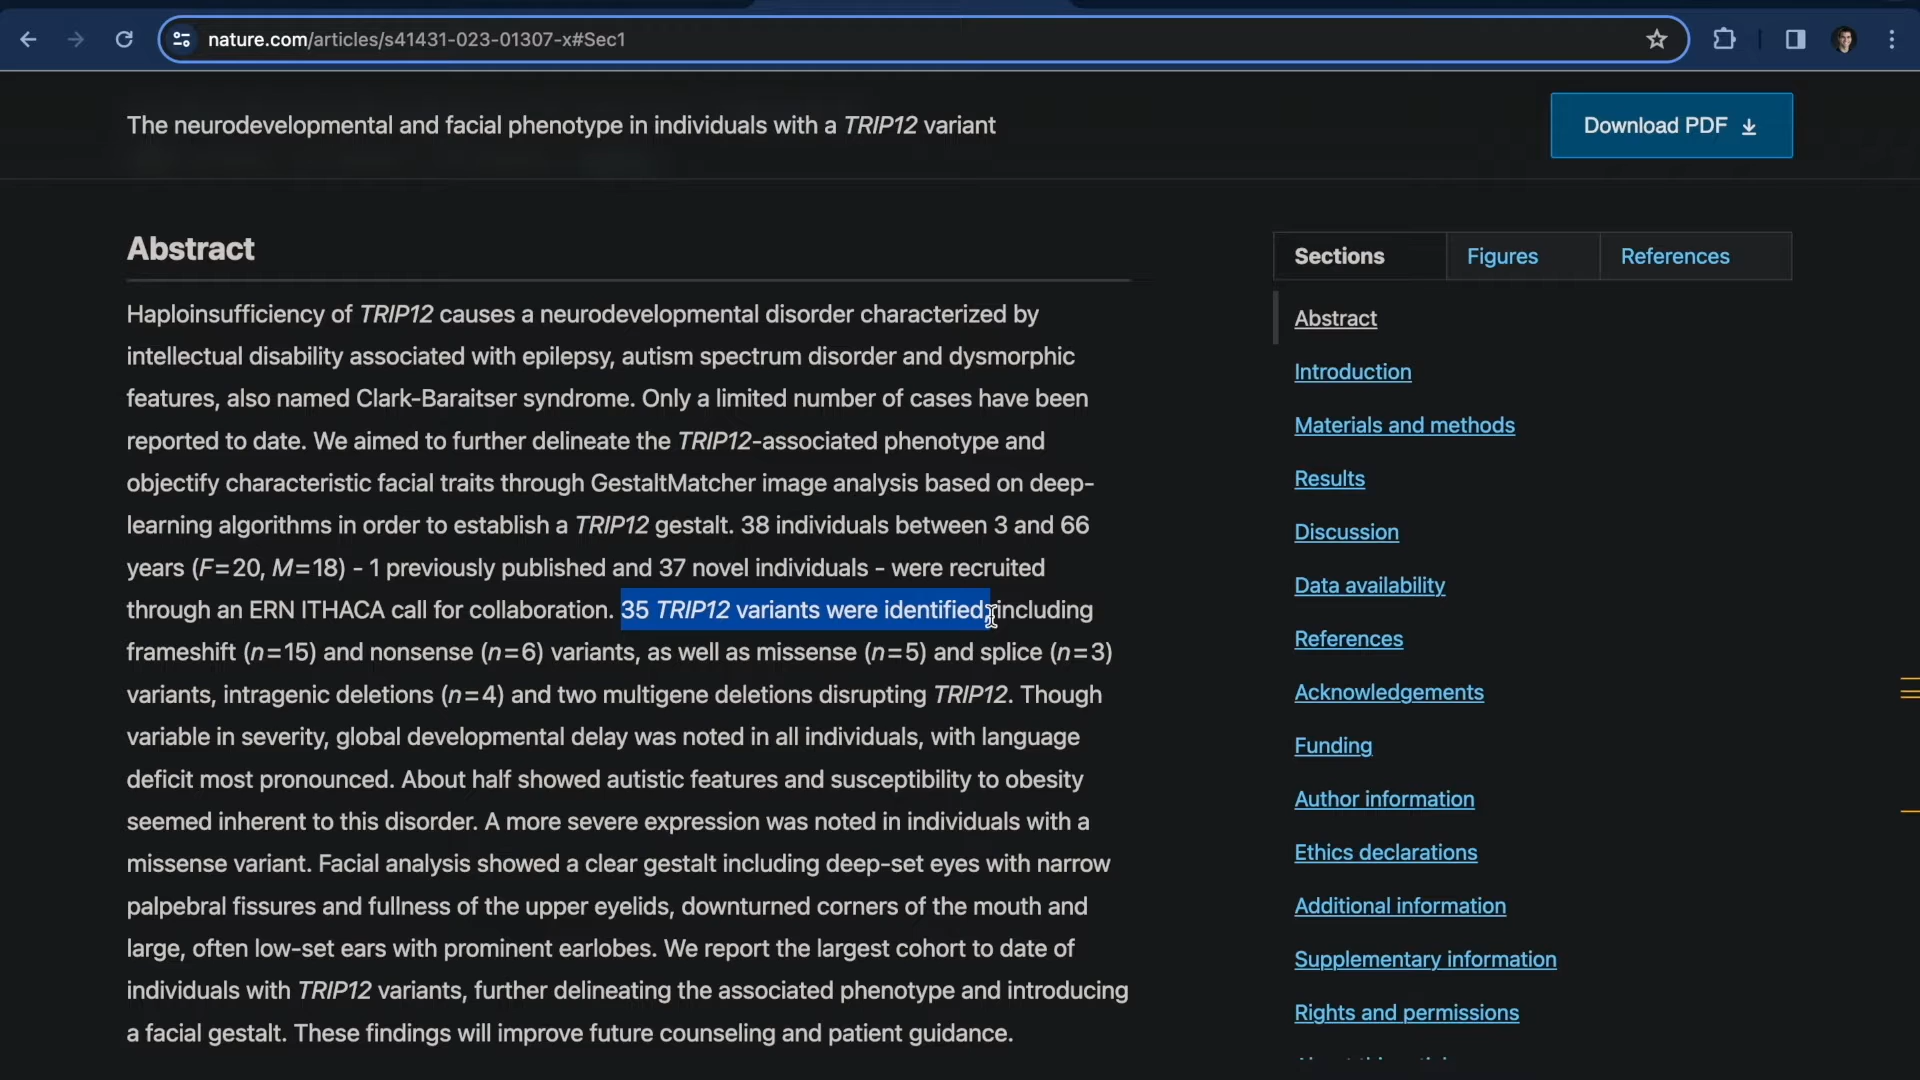 nature.com/articles/s41431-023-01307-x#Sec1
The neurodevelopmental and facial phenotype in individuals with a TRIP12 variant
Download PDF
Abstract
Haploinsufficiency of TRIP12 causes a neurodevelopmental disorder characterized by
intellectual disability associated with epilepsy, autism spectrum disorder and dysmorphic
features, also named Clark-Baraitser syndrome. Only a limited number of cases have been
reported to date. We aimed to further delineate the TRIP12-associated phenotype and
objectify characteristic facial traits through GestaltMatcher image analysis based on deep-
learning algorithms in order to establish a TRIP12 gestalt. 38 individuals between 3 and 66
years (F=20, M=18) - 1 previously published and 37 novel individuals - were recruited
through an ERN ITHACA call for collaboration. 35 TRIP12 variants were identified, including
frameshift (n=15) and nonsense (n=6) variants, as well as missense (n=5) and splice (n=3)
variants, intragenic deletions (n=4) and two multigene deletions disrupting TRIP12. Though
variable in severity, global developmental delay was noted in all individuals, with language
deficit most pronounced. About half showed autistic features and susceptibility to obesity
seemed inherent to this disorder. A more severe expression was noted in individuals with a
missense variant. Facial analysis showed a clear gestalt including deep-set eyes with narrow
palpebral fissures and fullness of the upper eyelids, downturned corners of the mouth and
large, often low-set ears with prominent earlobes. We report the largest cohort to date of
individuals with TRIP12 variants, further delineating the associated phenotype and introducing
a facial gestalt. These findings will improve future counseling and patient guidance.
Sections
Figures
References
Abstract
Introduction
Materials and methods
Results
Discussion
Data availability
References
Acknowledgements
Funding
Author information
Ethics declarations
Additional information
Supplementary information
Rights and permissions